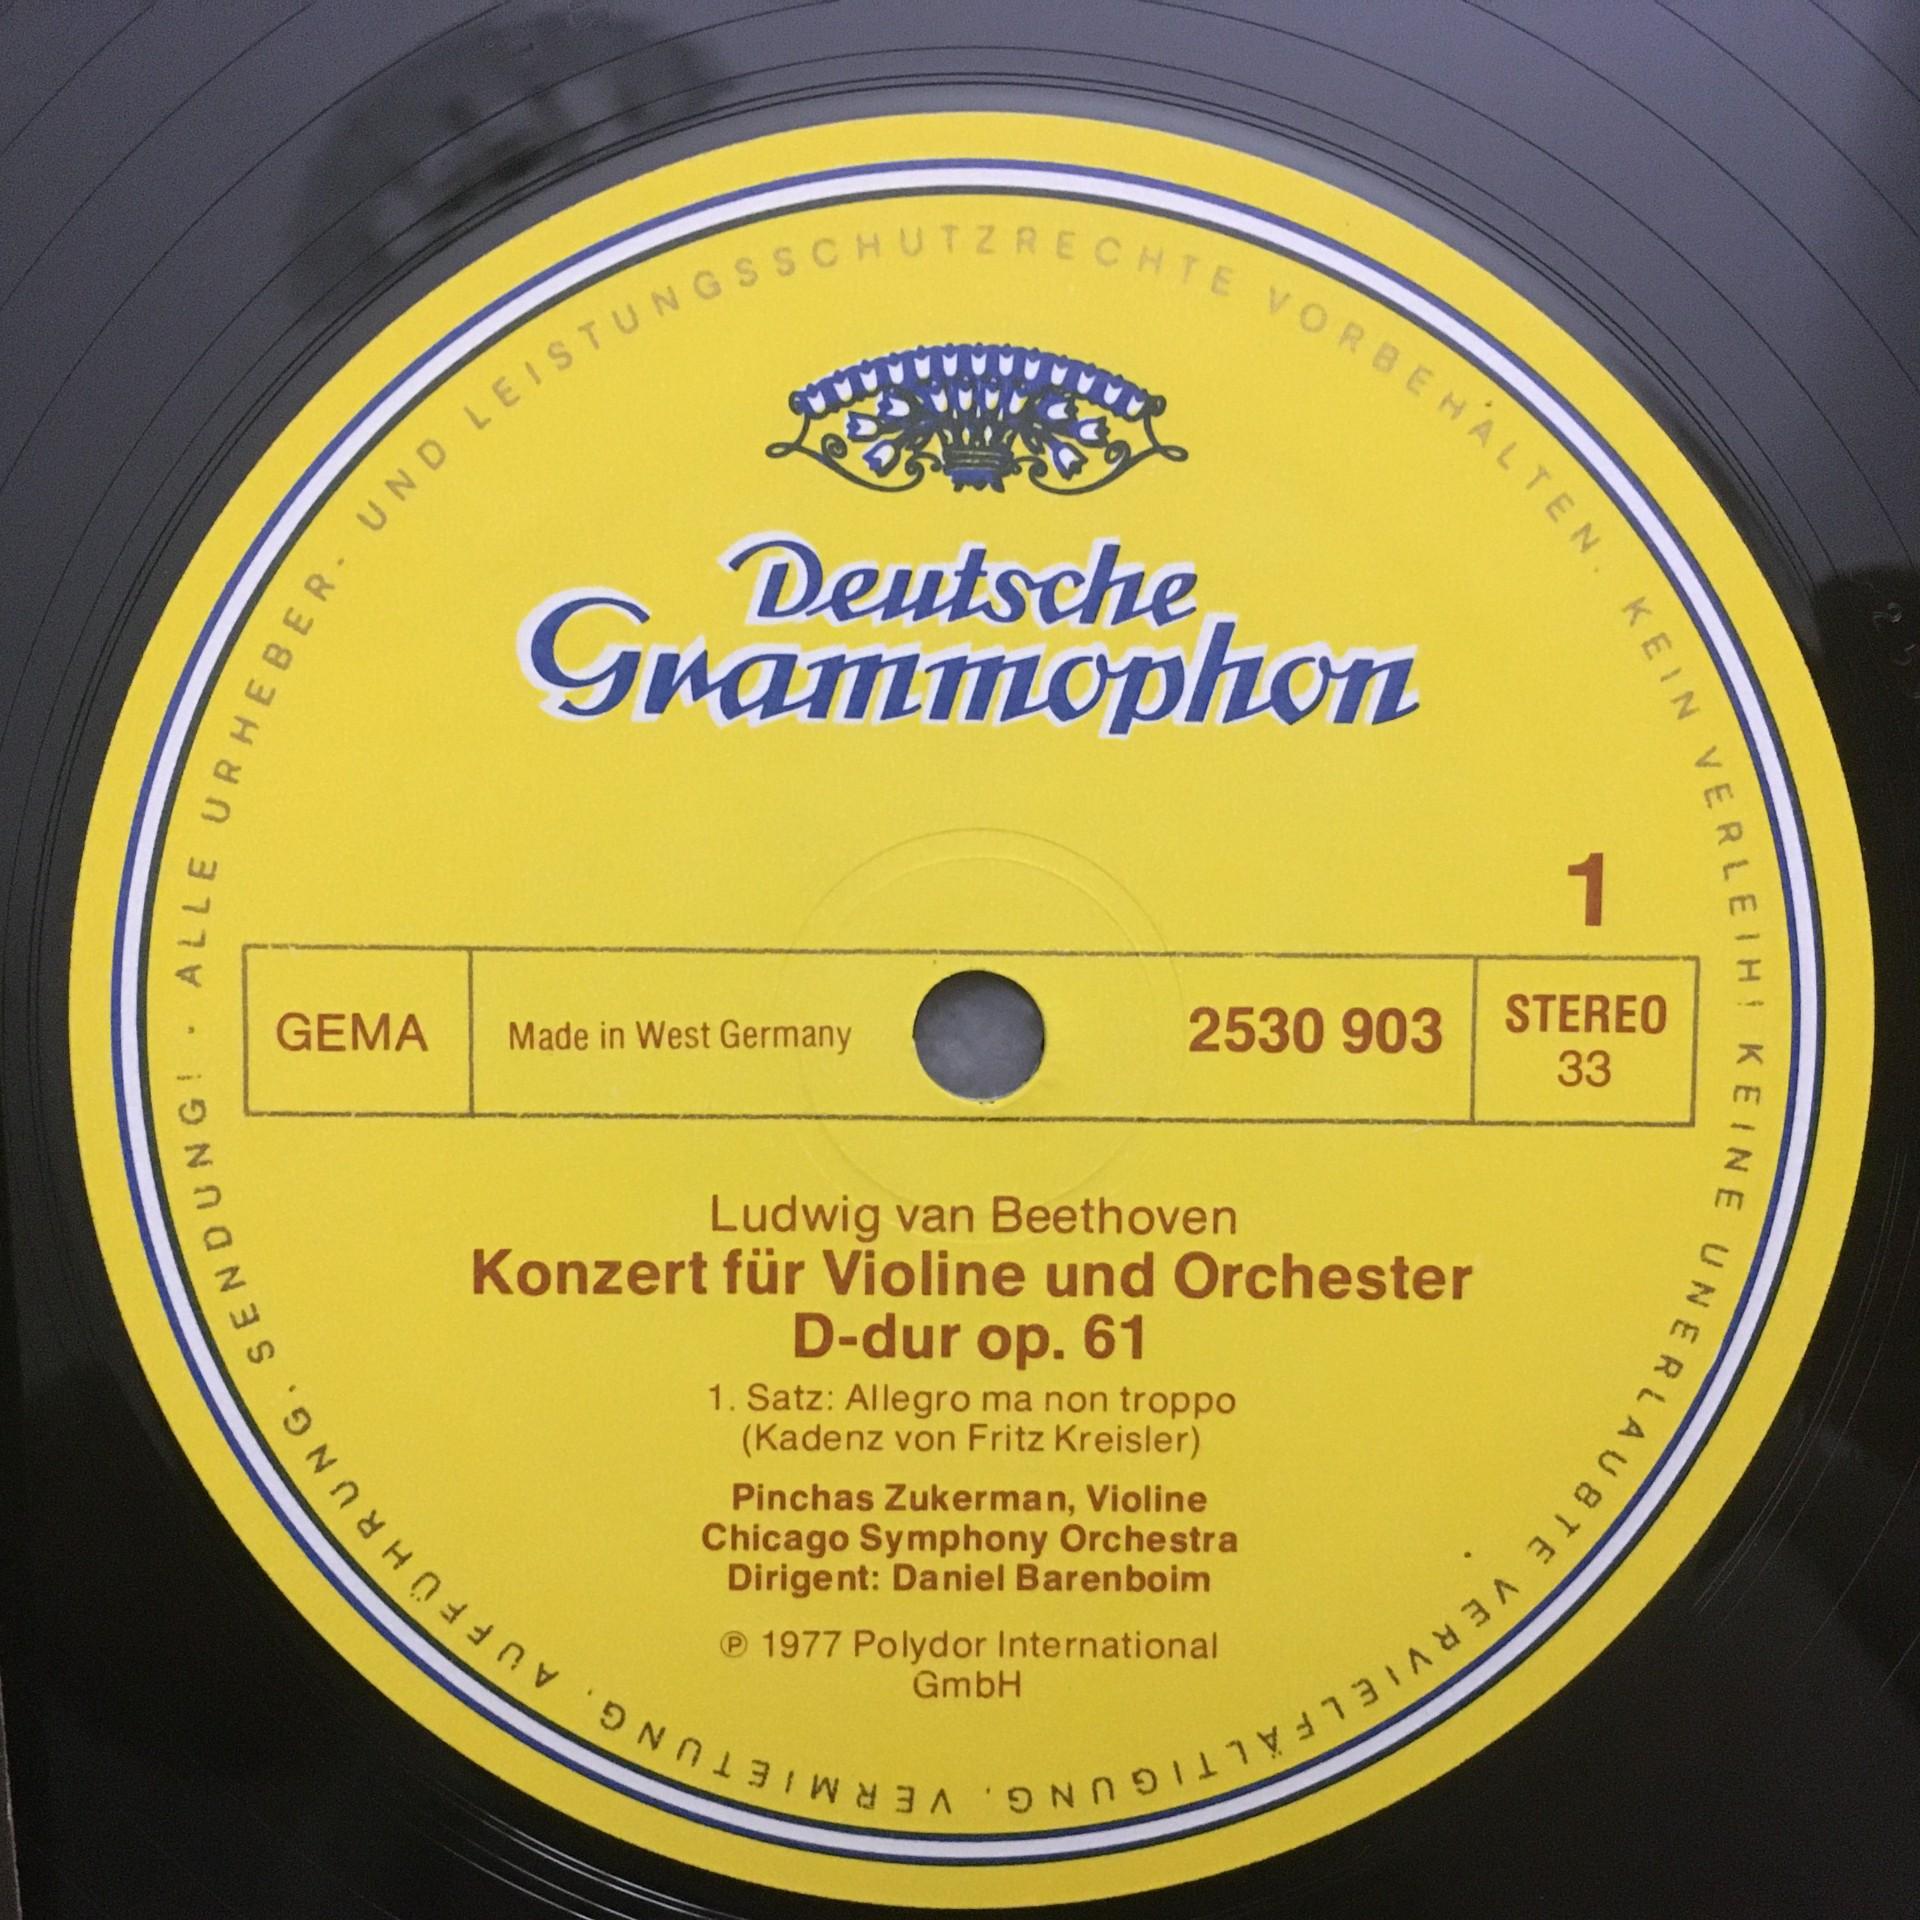 ALLE URHEBER- UND LEISTUNGSSCHUTZRECHTE VORBEHALTEN. KEIN VERLEIH! KEINE UNERLAUBTE VERVIELFÄLTIGUNG, VERMIETUNG, AUFFÜHRUNG, SENDUNG! ·
Deutsche
Grammophon
1
GEMA
Made in West Germany
2530 903
STEREO
33
Ludwig van Beethoven
Konzert für Violine und Orchester
D-dur op. 61
1. Satz: Allegro ma non troppo
(Kadenz von Fritz Kreisler)
Pinchas Zukerman, Violine
Chicago Symphony Orchestra
Dirigent: Daniel Barenboim
℗ 1977 Polydor International
GmbH